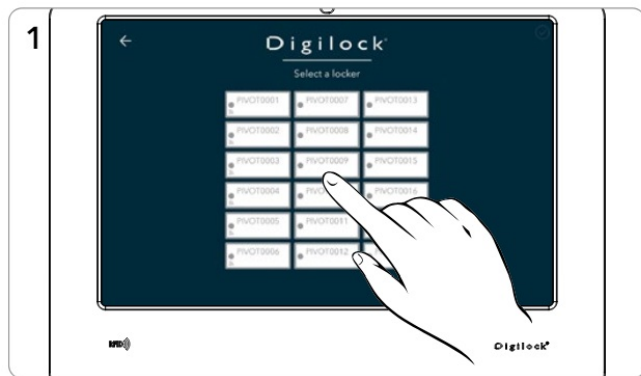 1
Digilock
Select a locker
PIVOT0001 PIVOT0007 PIVOT0013
PIVOT0002 PIVOT0008 PIVOT0014
PIVOT0003 PIVOT0009 PIVOT0015
PIVOT0004 PIVOT0016
PIVOT0005 PIVOT0011
PIVOT0006 PIVOT0012
RFID
Digilock